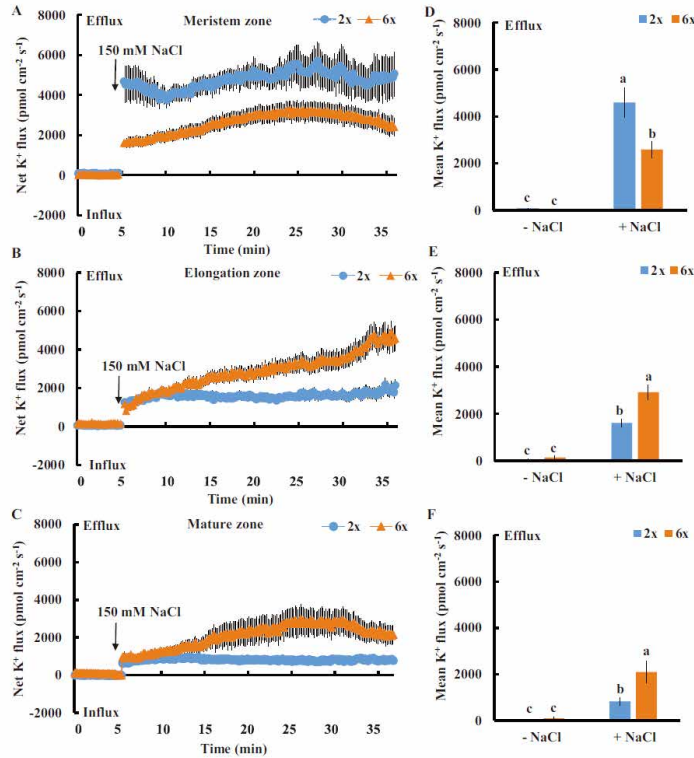 A
Meristem zone
8000
Efflux
2x
6x
6000
150 mM NaCl
4000
2000
0
-2000
Influx
0 5 10 15 20 25 30 35
Time (min)
Net K⁺ flux (pmol cm⁻² s⁻¹)
D
8000
Efflux
2x
6x
6000
4000
2000
0
a
b
c c
- NaCl + NaCl
Mean K⁺ flux (pmol cm⁻² s⁻¹)
B
8000
Efflux
Elongation zone
2x
6x
6000
4000
150 mM NaCl
2000
0
-2000
Influx
0 5 10 15 20 25 30 35
Time (min)
Net K⁺ flux (pmol cm⁻² s⁻¹)
E
8000
Efflux
2x
6x
6000
4000
2000
0
a
b
c c
- NaCl + NaCl
Mean K⁺ flux (pmol cm⁻² s⁻¹)
C
8000
Efflux
Mature zone
2x
6x
6000
4000
150 mM NaCl
2000
0
-2000
Influx
0 5 10 15 20 25 30 35
Time (min)
Net K⁺ flux (pmol cm⁻² s⁻¹)
F
8000
Efflux
2x
6x
6000
4000
2000
0
a
b
c c
- NaCl + NaCl
Mean K⁺ flux (pmol cm⁻² s⁻¹)